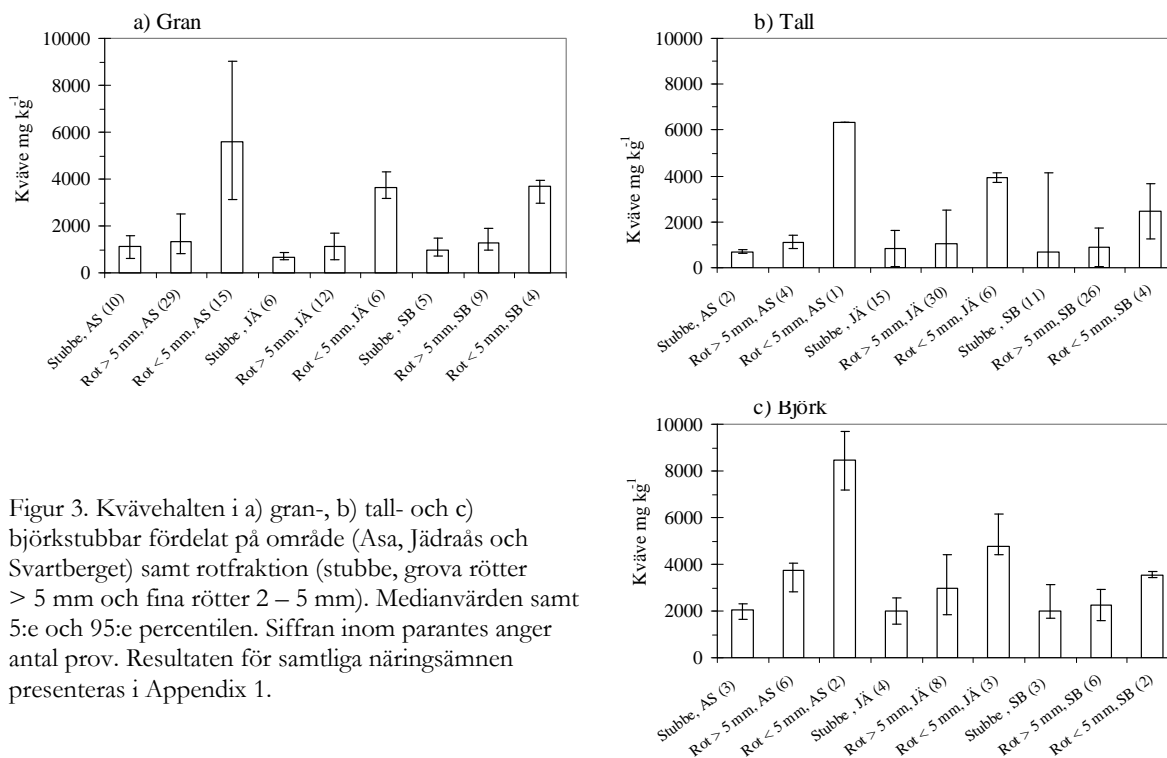 a) Gran
Kväve mg kg-1
10000
8000
6000
4000
2000
0
Stubbe, AS (10)
Rot > 5 mm, AS (29)
Rot < 5 mm, AS (15)
Stubbe , JÄ (6)
Rot > 5 mm, JÄ (12)
Rot < 5 mm, JÄ (6)
Stubbe , SB (5)
Rot > 5 mm, SB (9)
Rot < 5 mm, SB (4)
b) Tall
Kväve mg kg-1
10000
8000
6000
4000
2000
0
Stubbe, AS (2)
Rot > 5 mm, AS (4)
Rot < 5 mm, AS (1)
Stubbe , JÄ (15)
Rot > 5 mm, JÄ (30)
Rot < 5 mm, JÄ (6)
Stubbe , SB (11)
Rot > 5 mm, SB (26)
Rot < 5 mm, SB (4)
c) Björk
Kväve mg kg-1
10000
8000
6000
4000
2000
0
Stubbe, AS (3)
Rot > 5 mm, AS (6)
Rot < 5 mm, AS (2)
Stubbe , JÄ (4)
Rot > 5 mm, JÄ (8)
Rot < 5 mm, JÄ (3)
Stubbe , SB (3)
Rot > 5 mm, SB (6)
Rot < 5 mm, SB (2)
Figur 3. Kvävehalten i a) gran-, b) tall- och c)
björkstubbar fördelat på område (Asa, Jädraås och
Svartberget) samt rotfraktion (stubbe, grova rötter
> 5 mm och fina rötter 2 – 5 mm). Medianvärden samt
5:e och 95:e percentilen. Siffran inom parantes anger
antal prov. Resultaten för samtliga näringsämnen
presenteras i Appendix 1.